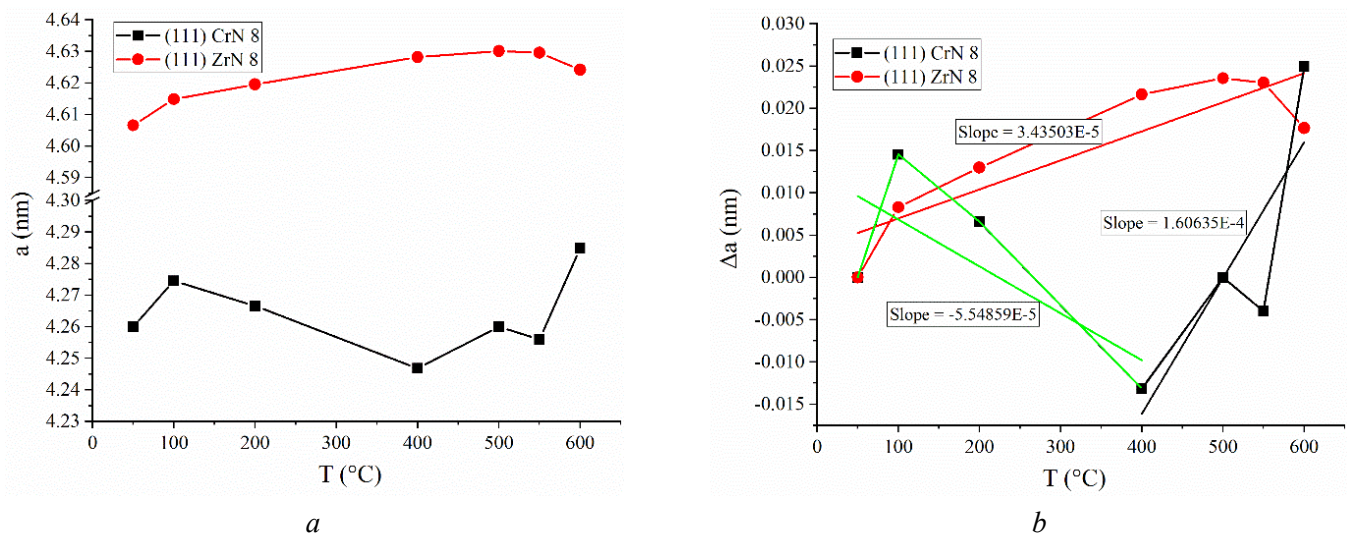 4.64
4.63
4.62
4.61
4.60
4.59
4.30
4.29
4.28
4.27
4.26
4.25
4.24
4.23
a (nm)
(111) CrN 8
(111) ZrN 8
0 100 200 300 400 500 600
T (°C)
a
0.030
0.025
0.020
0.015
0.010
0.005
0.000
-0.005
-0.010
-0.015
Δa (nm)
(111) CrN 8
(111) ZrN 8
Slope = 3.43503E-5
Slope = 1.60635E-4
Slope = -5.54859E-5
0 100 200 300 400 500 600
T (°C)
b